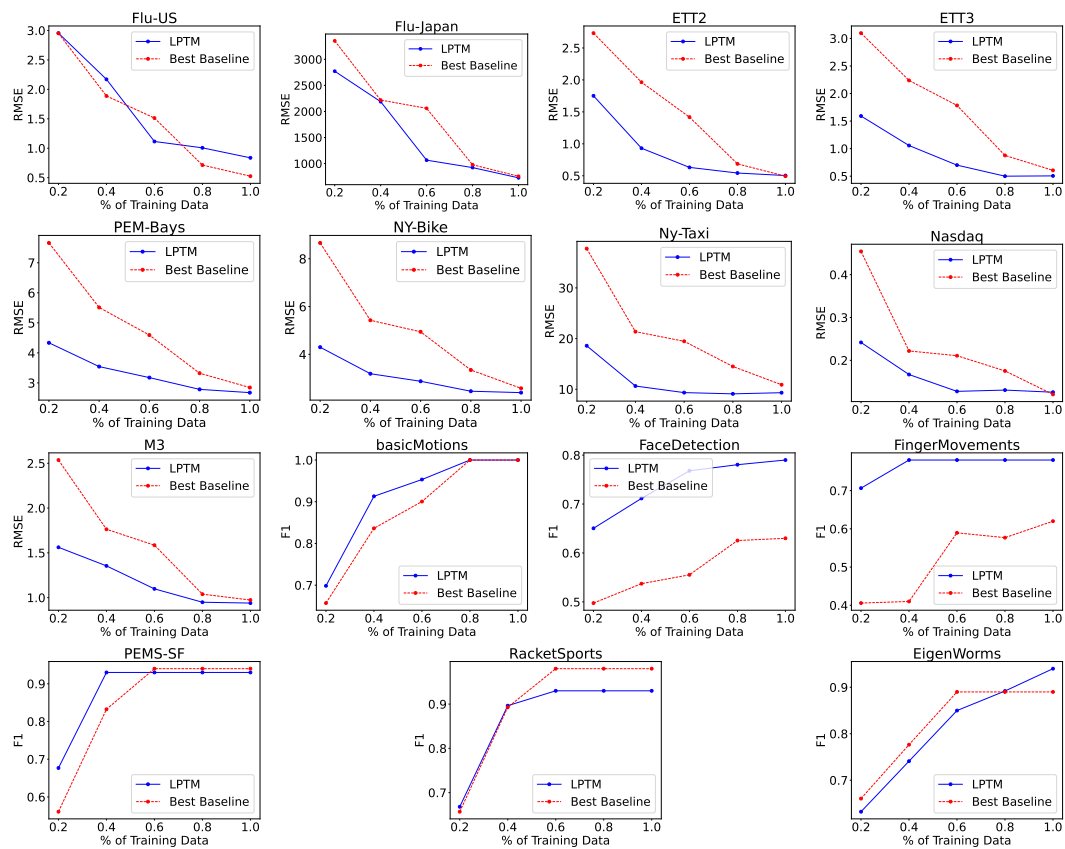 Flu-US
RMSE
3.0
2.5
2.0
1.5
1.0
0.5
LPTM
Best Baseline
0.2 0.4 0.6 0.8 1.0
% of Training Data
Flu-Japan
RMSE
3000
2500
2000
1500
1000
LPTM
Best Baseline
0.2 0.4 0.6 0.8 1.0
% of Training Data
ETT2
RMSE
2.5
2.0
1.5
1.0
0.5
LPTM
Best Baseline
0.2 0.4 0.6 0.8 1.0
% of Training Data
ETT3
RMSE
3.0
2.5
2.0
1.5
1.0
0.5
LPTM
Best Baseline
0.2 0.4 0.6 0.8 1.0
% of Training Data
PEM-Bays
RMSE
7
6
5
4
3
LPTM
Best Baseline
0.2 0.4 0.6 0.8 1.0
% of Training Data
NY-Bike
RMSE
8
6
4
LPTM
Best Baseline
0.2 0.4 0.6 0.8 1.0
% of Training Data
Ny-Taxi
RMSE
30
20
10
LPTM
Best Baseline
0.2 0.4 0.6 0.8 1.0
% of Training Data
Nasdaq
RMSE
0.4
0.3
0.2
LPTM
Best Baseline
0.2 0.4 0.6 0.8 1.0
% of Training Data
M3
RMSE
2.5
2.0
1.5
1.0
LPTM
Best Baseline
0.2 0.4 0.6 0.8 1.0
% of Training Data
basicMotions
F1
1.0
0.9
0.8
0.7
LPTM
Best Baseline
0.2 0.4 0.6 0.8 1.0
% of Training Data
FaceDetection
F1
0.8
0.7
0.6
0.5
LPTM
Best Baseline
0.2 0.4 0.6 0.8 1.0
% of Training Data
FingerMovements
F1
0.7
0.6
0.5
0.4
LPTM
Best Baseline
0.2 0.4 0.6 0.8 1.0
% of Training Data
PEMS-SF
F1
0.9
0.8
0.7
0.6
LPTM
Best Baseline
0.2 0.4 0.6 0.8 1.0
% of Training Data
RacketSports
F1
0.9
0.8
0.7
LPTM
Best Baseline
0.2 0.4 0.6 0.8 1.0
% of Training Data
EigenWorms
F1
0.9
0.8
0.7
LPTM
Best Baseline
0.2 0.4 0.6 0.8 1.0
% of Training Data